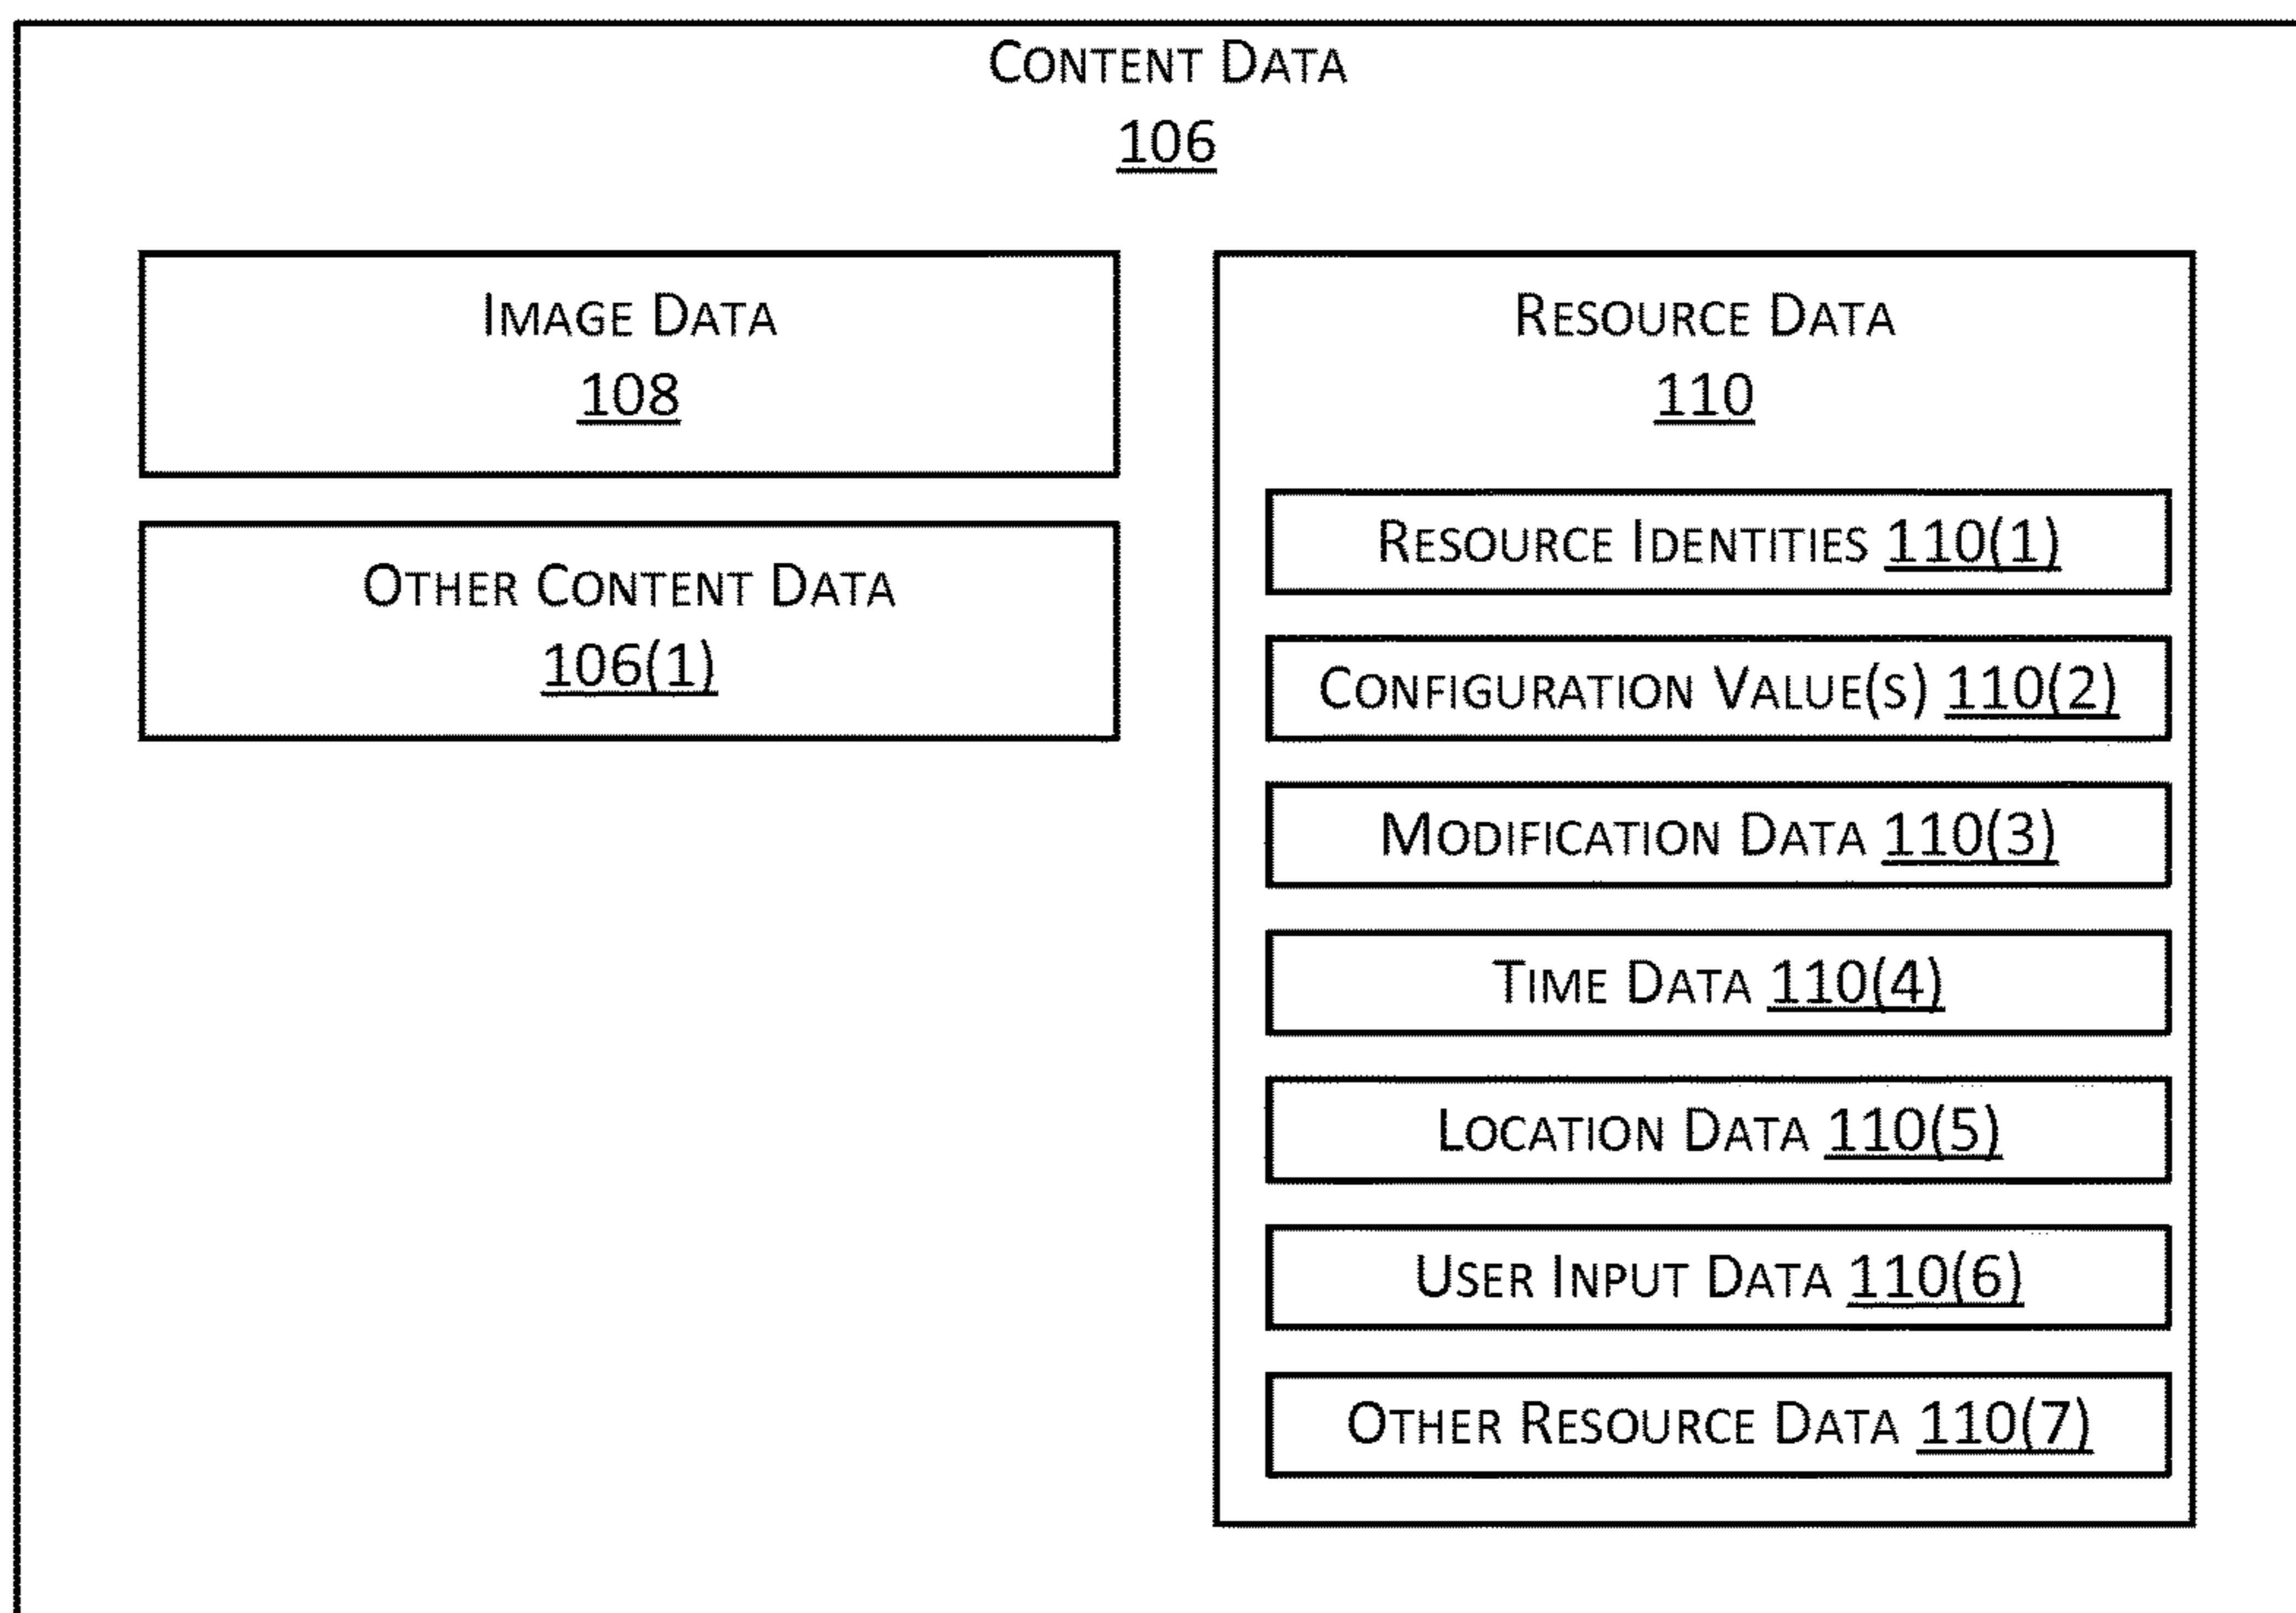 Content Data
106
Image Data
108
Other Content Data
106(1)
Resource Data
110
Resource Identities 110(1)
Configuration Value(s) 110(2)
Modification Data 110(3)
Time Data 110(4)
Location Data 110(5)
User Input Data 110(6)
Other Resource Data 110(7)